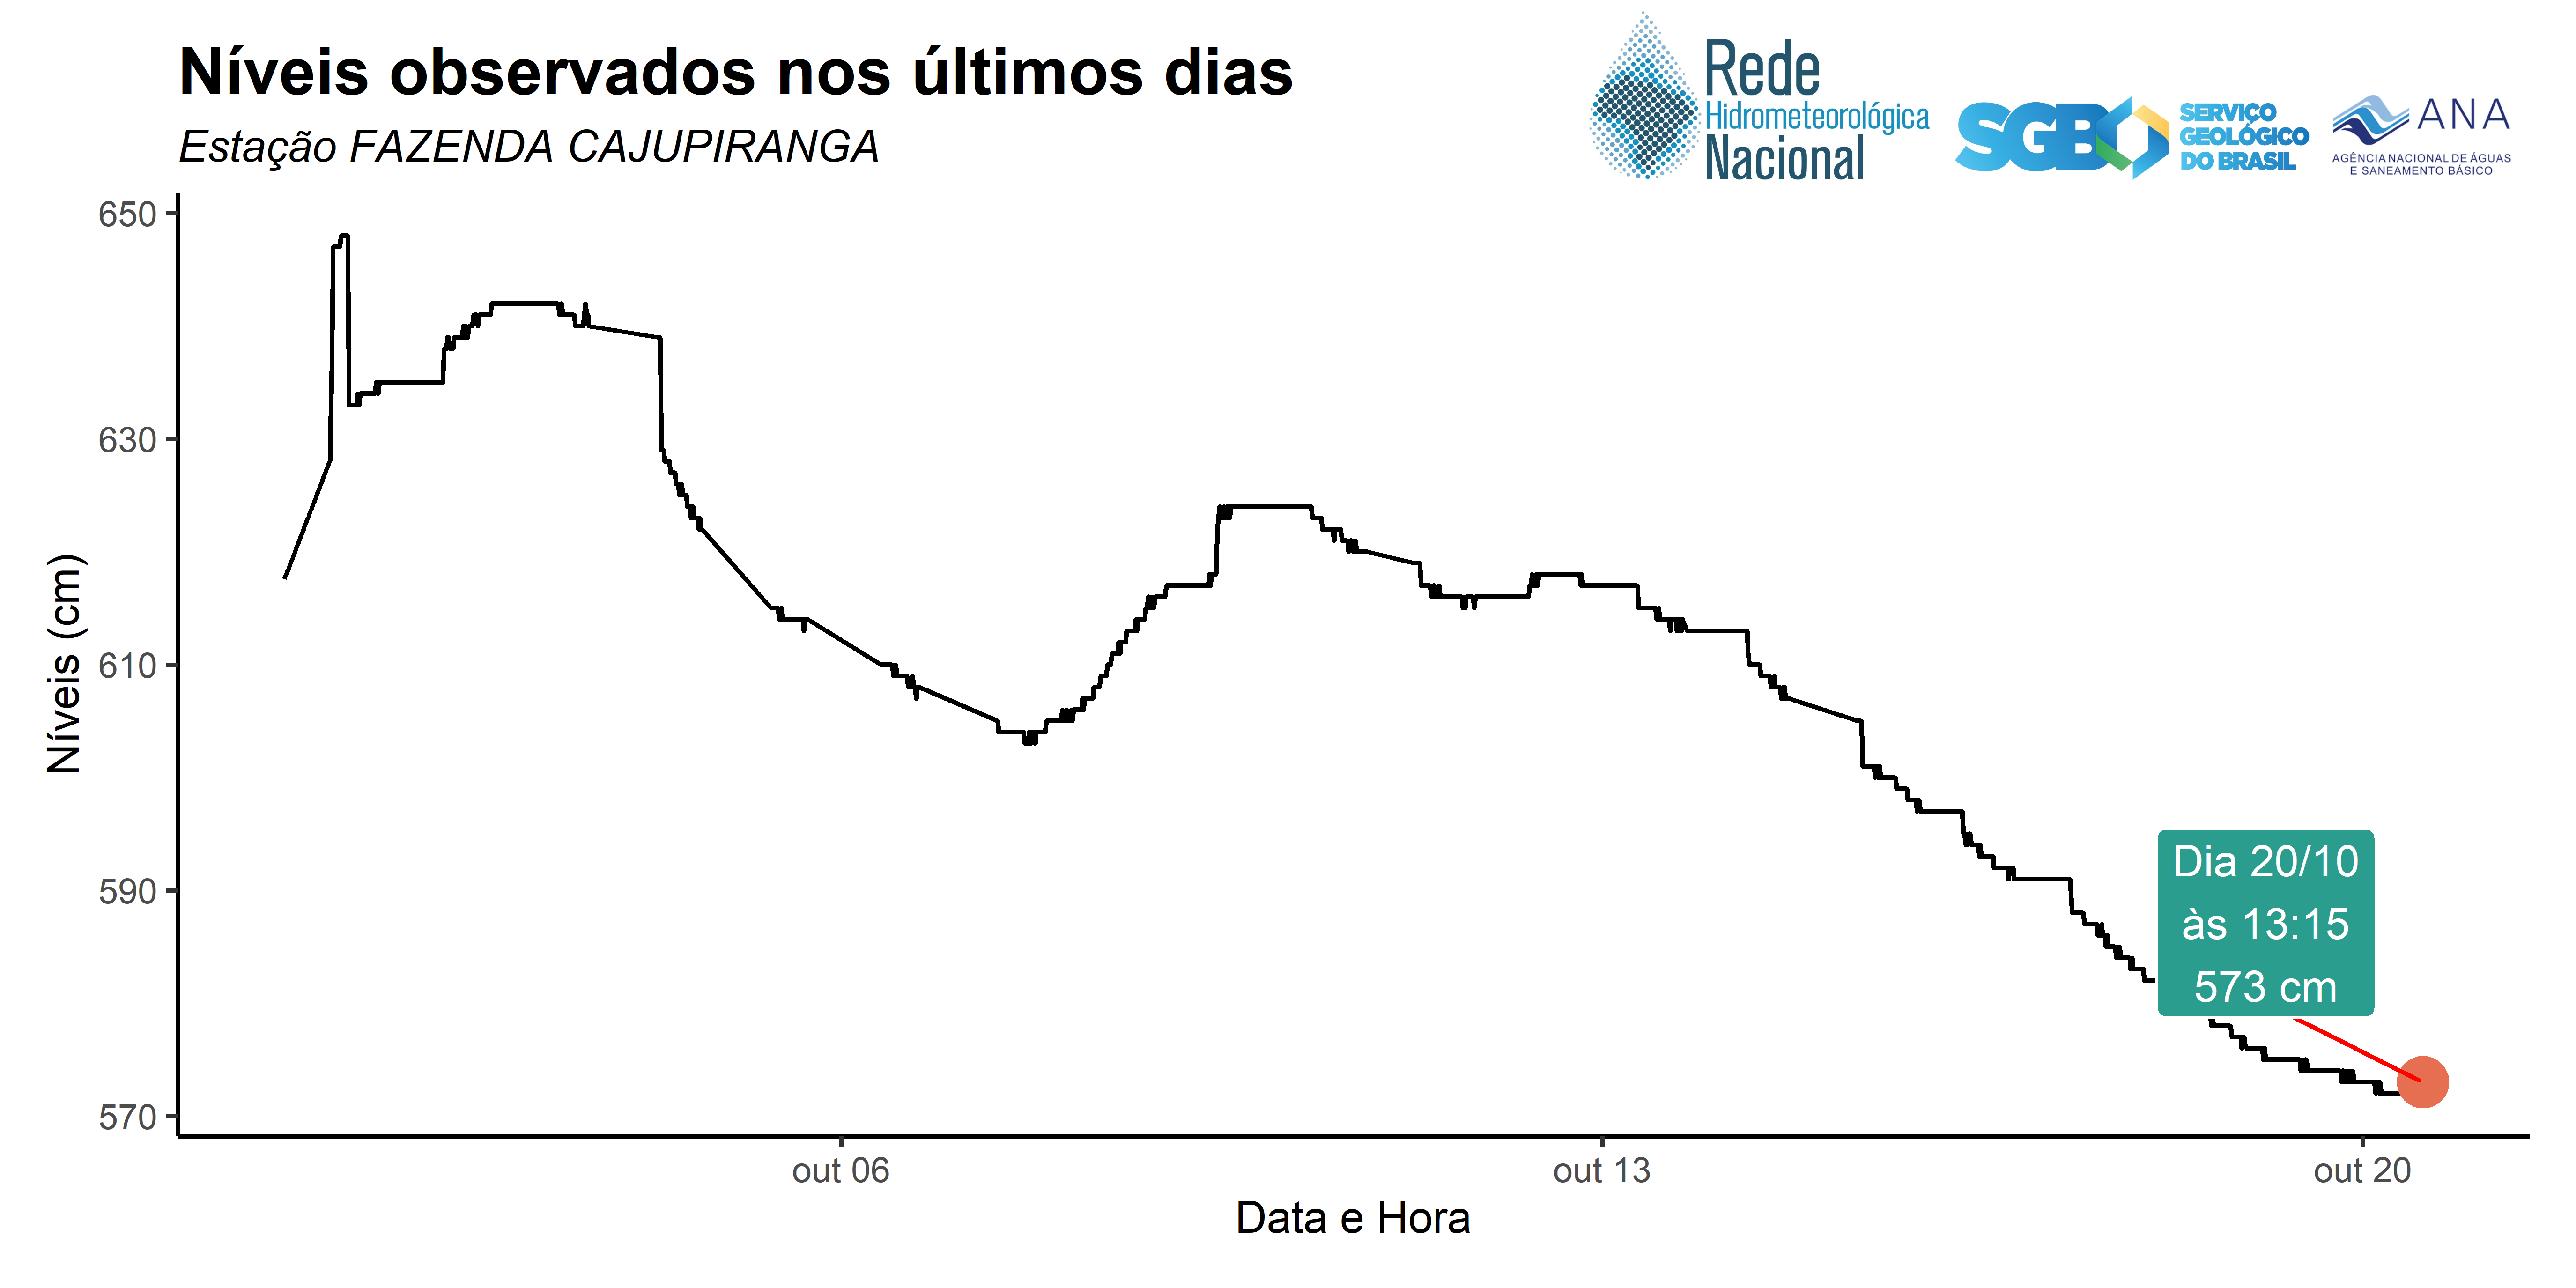 Níveis observados nos últimos dias
Estação FAZENDA CAJUPIRANGA
Rede
Hidrometeorológica
Nacional
SGB
SERVIÇO
GEOLÓGICO
DO BRASIL
ANA
AGÊNCIA NACIONAL DE ÁGUAS
E SANEAMENTO BÁSICO
650
630
610
590
570
Níveis (cm)
Dia 20/10
às 13:15
573 cm
out 06
out 13
out 20
Data e Hora